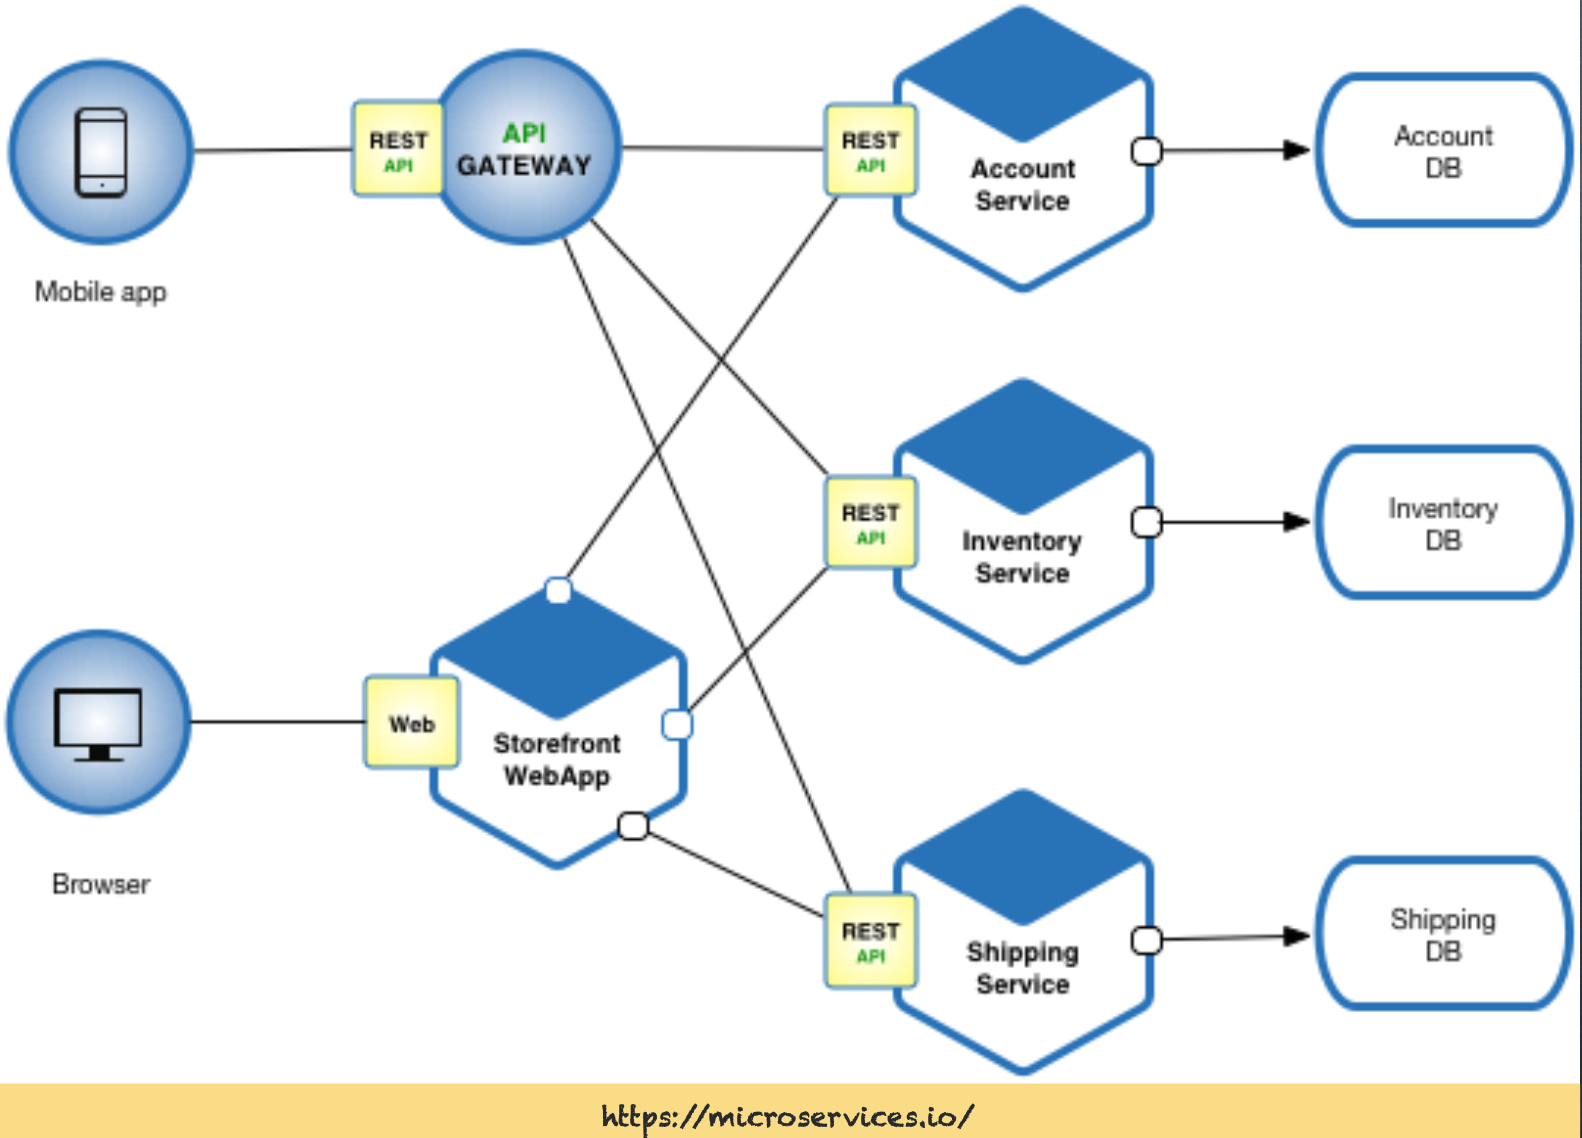 REST
API
API
GATEWAY
REST
API
Account
Service
Account
DB
Mobile app
REST
API
Inventory
Service
Inventory
DB
Web
Storefront
WebApp
Browser
REST
API
Shipping
Service
Shipping
DB
https://microservices.io/